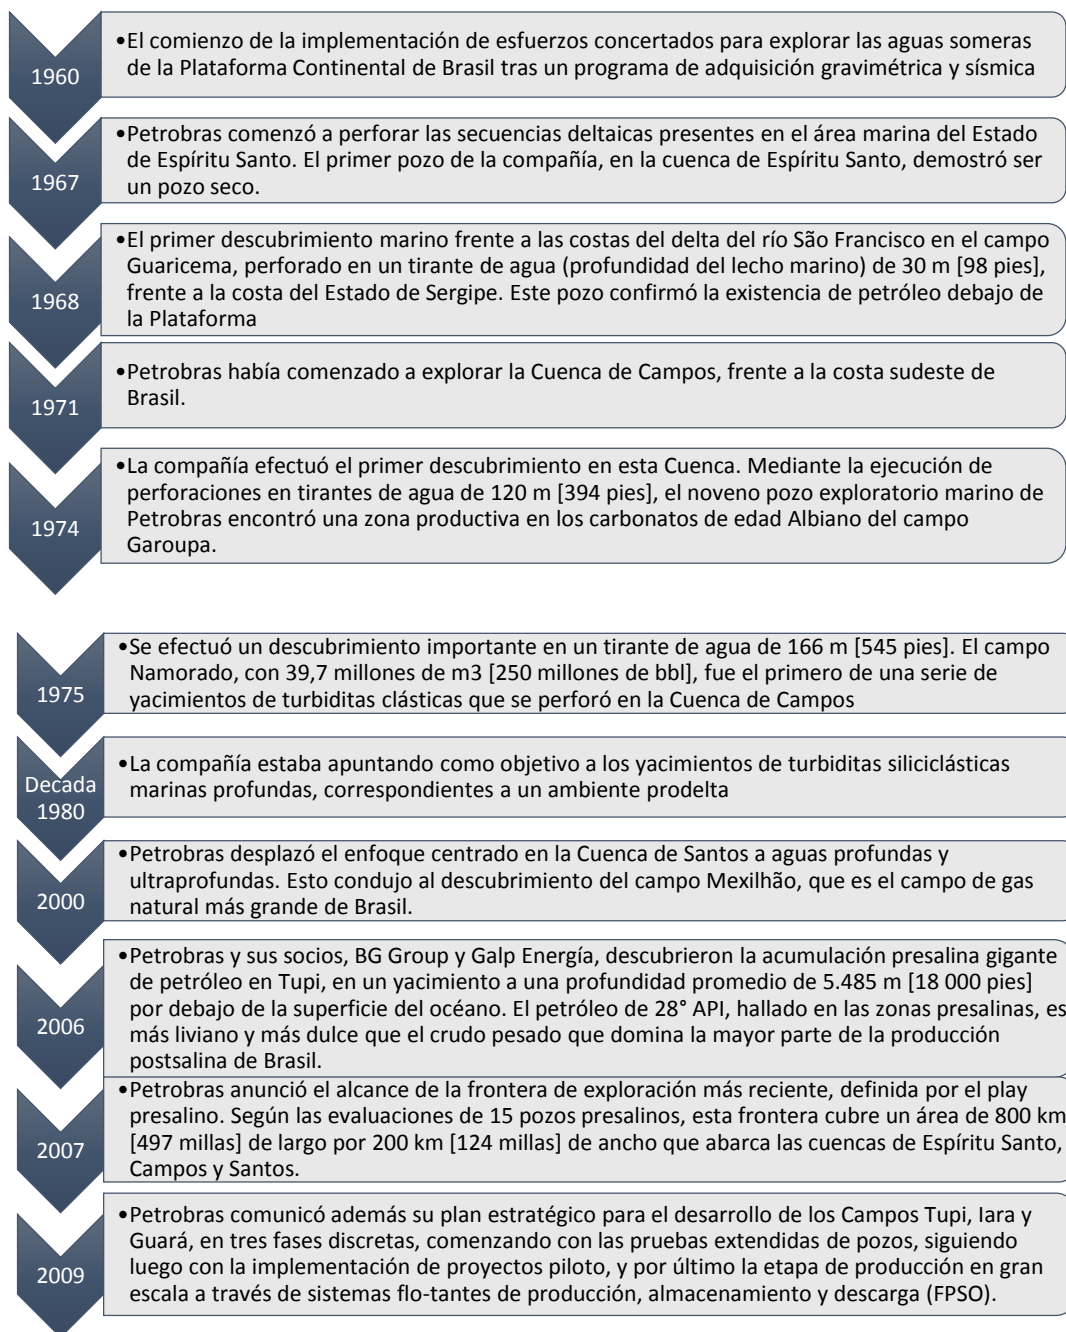 1960
•El comienzo de la implementación de esfuerzos concertados para explorar las aguas someras
de la Plataforma Continental de Brasil tras un programa de adquisición gravimétrica y sísmica
1967
•Petrobras comenzó a perforar las secuencias deltaicas presentes en el área marina del Estado
de Espíritu Santo. El primer pozo de la compañía, en la cuenca de Espíritu Santo, demostró ser
un pozo seco.
1968
•El primer descubrimiento marino frente a las costas del delta del río São Francisco en el campo
Guaricema, perforado en un tirante de agua (profundidad del lecho marino) de 30 m [98 pies],
frente a la costa del Estado de Sergipe. Este pozo confirmó la existencia de petróleo debajo de
la Plataforma
1971
•Petrobras había comenzado a explorar la Cuenca de Campos, frente a la costa sudeste de
Brasil.
1974
•La compañía efectuó el primer descubrimiento en esta Cuenca. Mediante la ejecución de
perforaciones en tirantes de agua de 120 m [394 pies], el noveno pozo exploratorio marino de
Petrobras encontró una zona productiva en los carbonatos de edad Albiano del campo
Garoupa.
1975
•Se efectuó un descubrimiento importante en un tirante de agua de 166 m [545 pies]. El campo
Namorado, con 39,7 millones de m3 [250 millones de bbl], fue el primero de una serie de
yacimientos de turbiditas clásticas que se perforó en la Cuenca de Campos
Decada
1980
•La compañía estaba apuntando como objetivo a los yacimientos de turbiditas siliciclásticas
marinas profundas, correspondientes a un ambiente prodelta
2000
•Petrobras desplazó el enfoque centrado en la Cuenca de Santos a aguas profundas y
ultraprofundas. Esto condujo al descubrimiento del campo Mexilhão, que es el campo de gas
natural más grande de Brasil.
2006
•Petrobras y sus socios, BG Group y Galp Energía, descubrieron la acumulación presalina gigante
de petróleo en Tupi, en un yacimiento a una profundidad promedio de 5.485 m [18 000 pies]
por debajo de la superficie del océano. El petróleo de 28° API, hallado en las zonas presalinas, es
más liviano y más dulce que el crudo pesado que domina la mayor parte de la producción
postsalina de Brasil.
2007
•Petrobras anunció el alcance de la frontera de exploración más reciente, definida por el play
presalino. Según las evaluaciones de 15 pozos presalinos, esta frontera cubre un área de 800 km
[497 millas] de largo por 200 km [124 millas] de ancho que abarca las cuencas de Espíritu Santo,
Campos y Santos.
2009
•Petrobras comunicó además su plan estratégico para el desarrollo de los Campos Tupi, Iara y
Guará, en tres fases discretas, comenzando con las pruebas extendidas de pozos, siguiendo
luego con la implementación de proyectos piloto, y por último la etapa de producción en gran
escala a través de sistemas flo-tantes de producción, almacenamiento y descarga (FPSO).